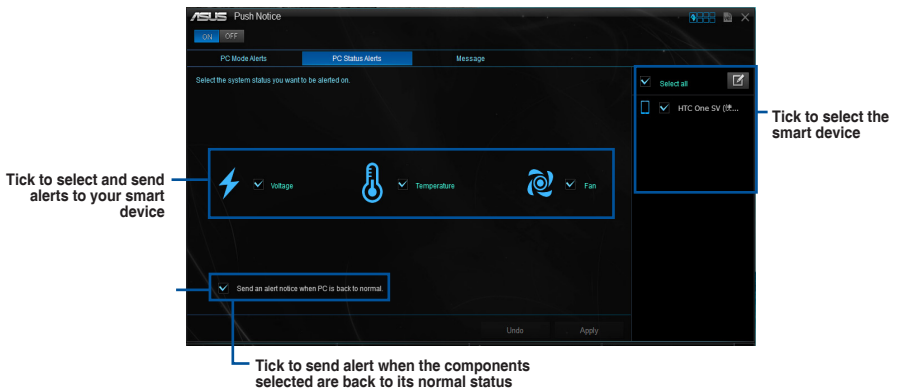 ASUS Push Notice
ON OFF
PC Mode Alerts PC Status Alerts Message
Select the system status you want to be alerted on.
Select all
HTC One SV
Tick to select the
smart device
Tick to select and send
alerts to your smart
device
Voltage Temperature Fan
Send an alert notice when PC is back to normal.
Undo Apply
Tick to send alert when the components
selected are back to its normal status